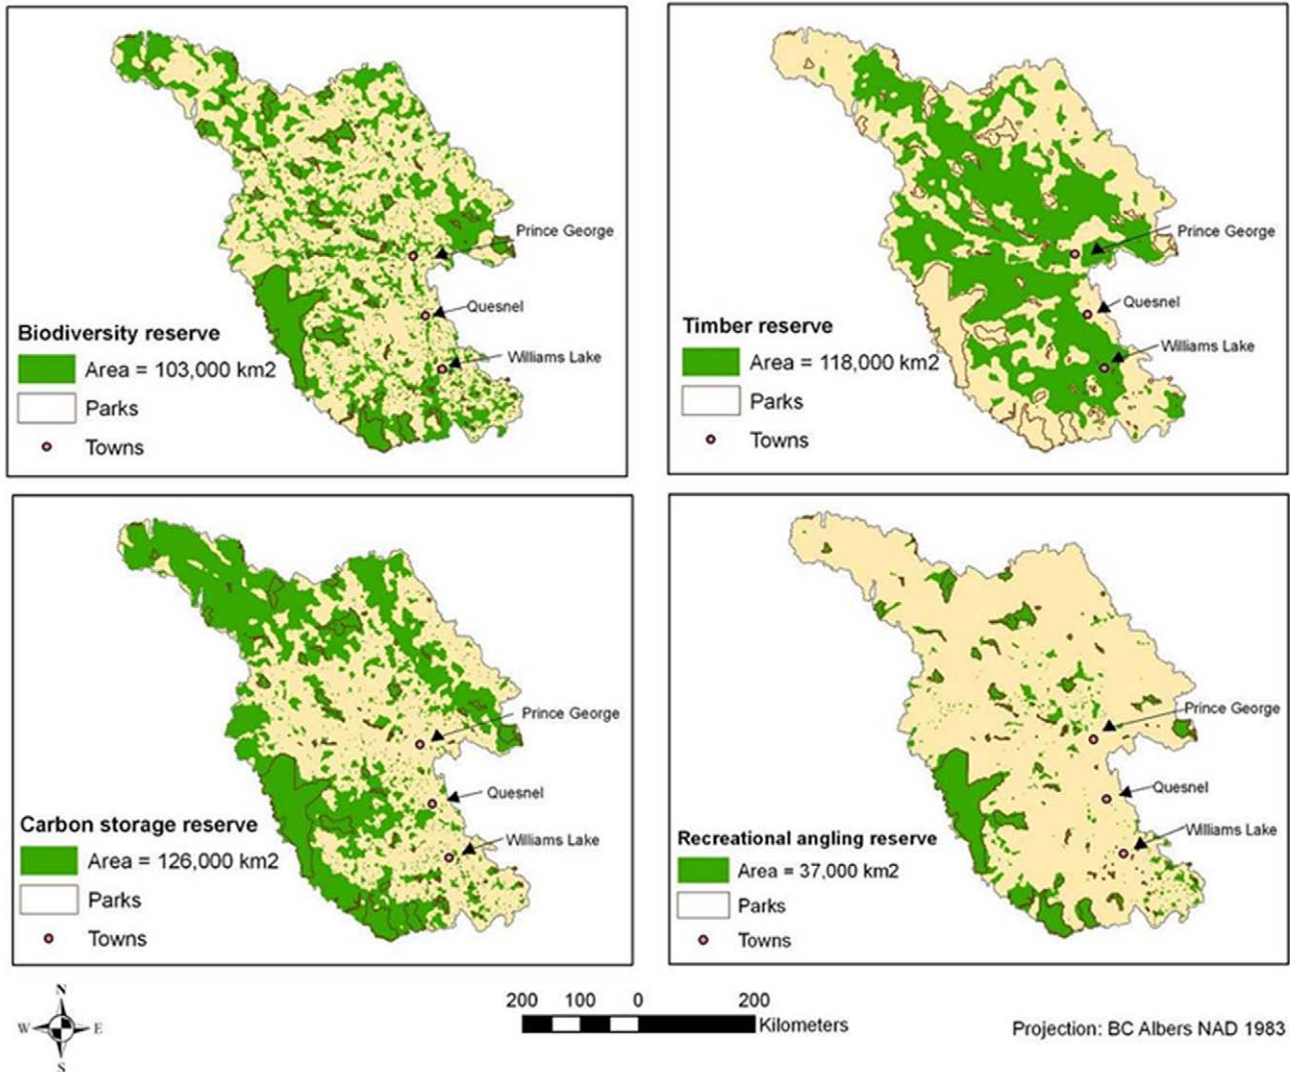 Prince George
Quesnel
Williams Lake
Biodiversity reserve
Area = 103,000 km2
Parks
Towns
Prince George
Quesnel
Williams Lake
Timber reserve
Area = 118,000 km2
Parks
Towns
Prince George
Quesnel
Williams Lake
Carbon storage reserve
Area = 126,000 km2
Parks
Towns
Prince George
Quesnel
Williams Lake
Recreational angling reserve
Area = 37,000 km2
Parks
Towns
N
W E
S
200 100 0 200
Kilometers
Projection: BC Albers NAD 1983